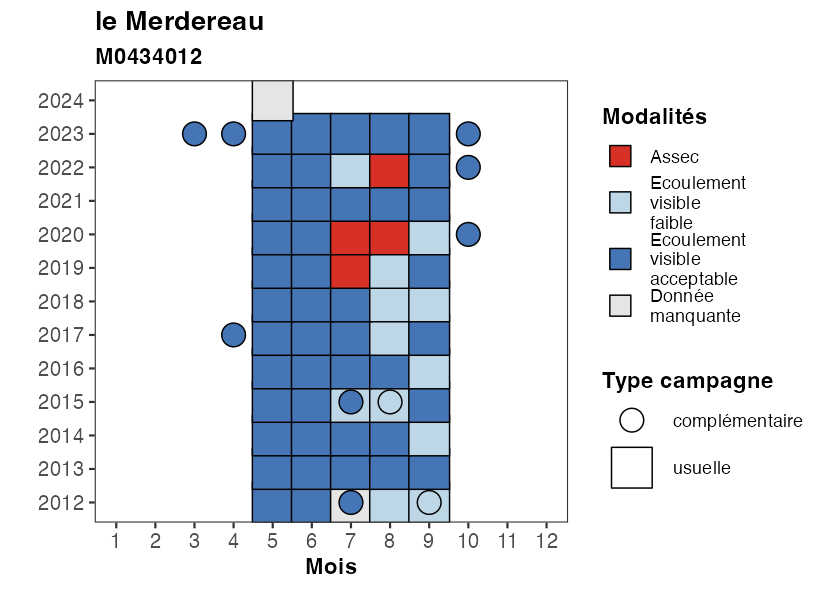 le Merdereau
M0434012
2024
2023
2022
2021
2020
2019
2018
2017
2016
2015
2014
2013
2012
1 2 3 4 5 6 7 8 9 10 11 12
Mois
Modalités
Assec
Ecoulement
visible
faible
Ecoulement
visible
acceptable
Donnée
manquante
Type campagne
complémentaire
usuelle